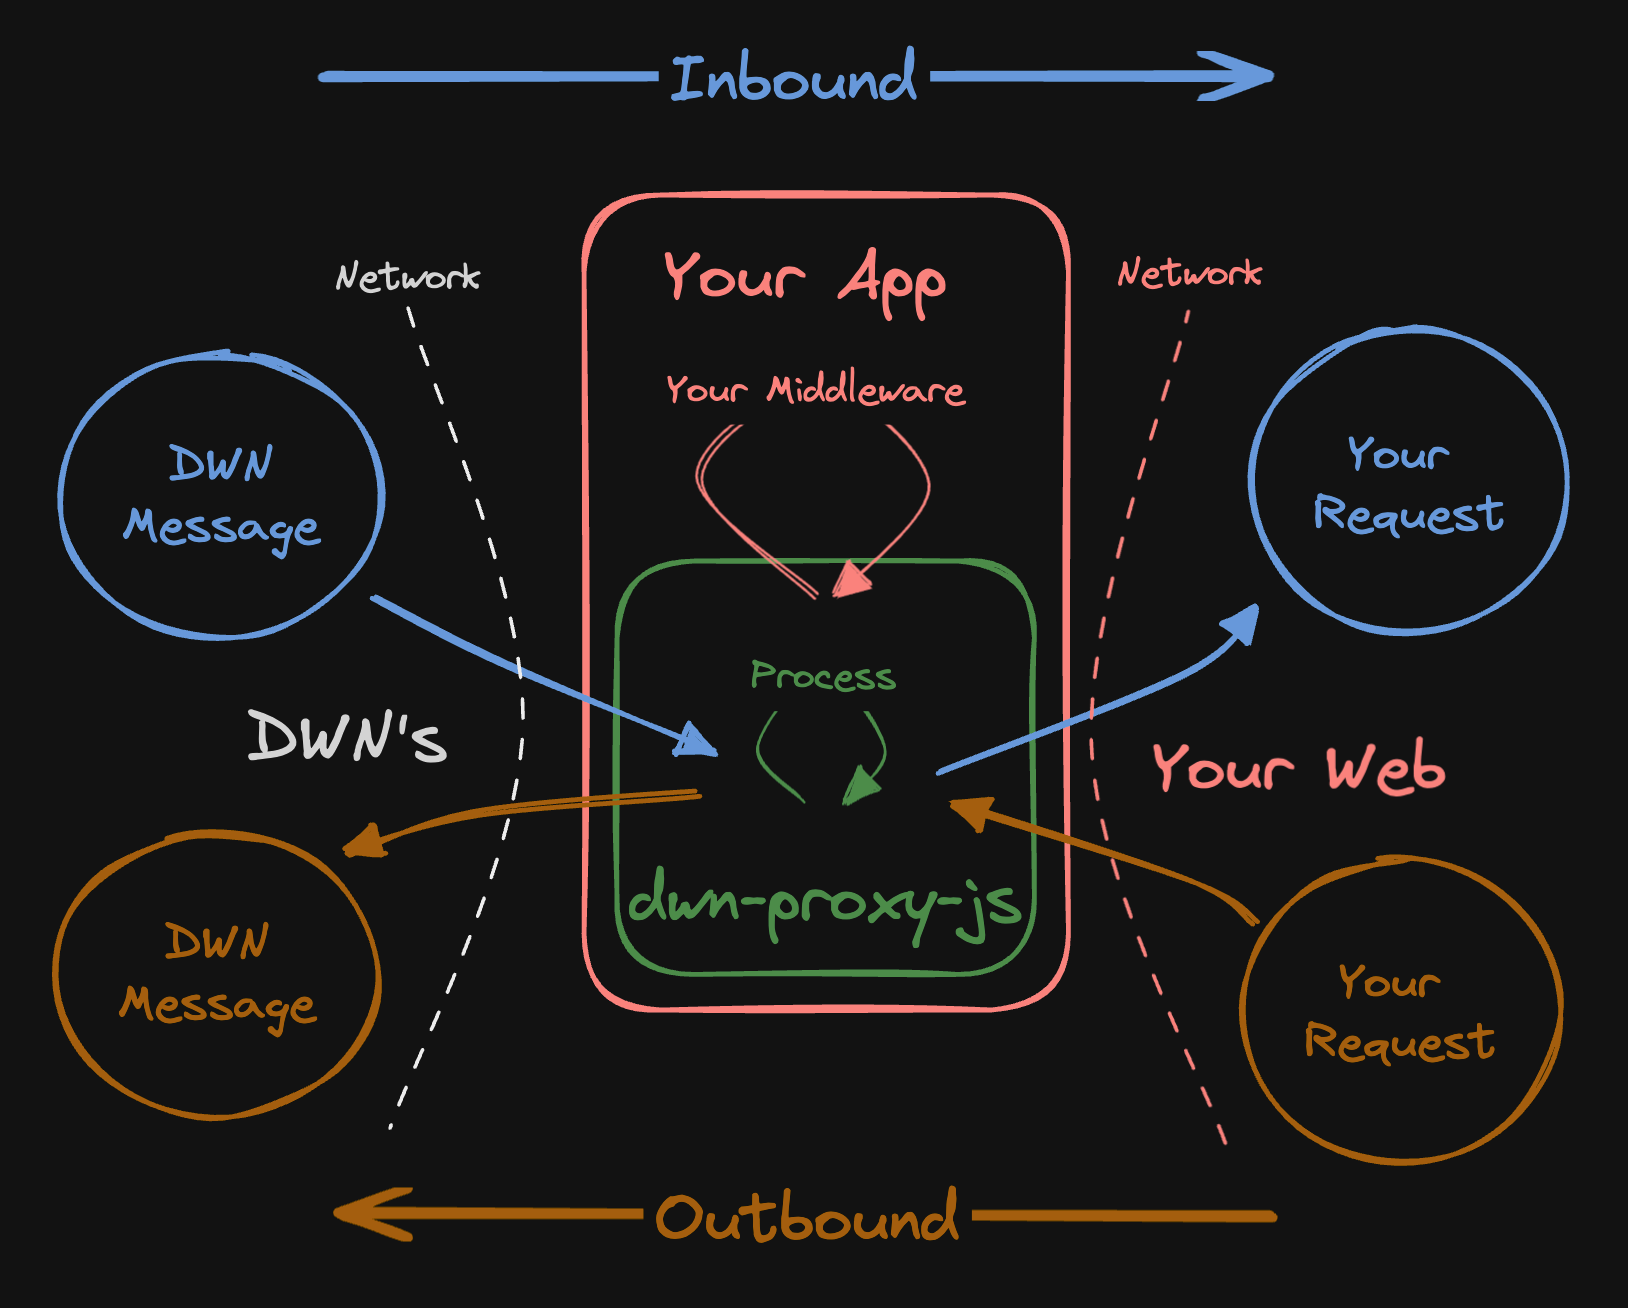 Inbound
Network
Your App
Network
Your Middleware
DWN
Message
Your
Request
Process
DWN's
Your Web
dwn-proxy-js
DWN
Message
Your
Request
Outbound